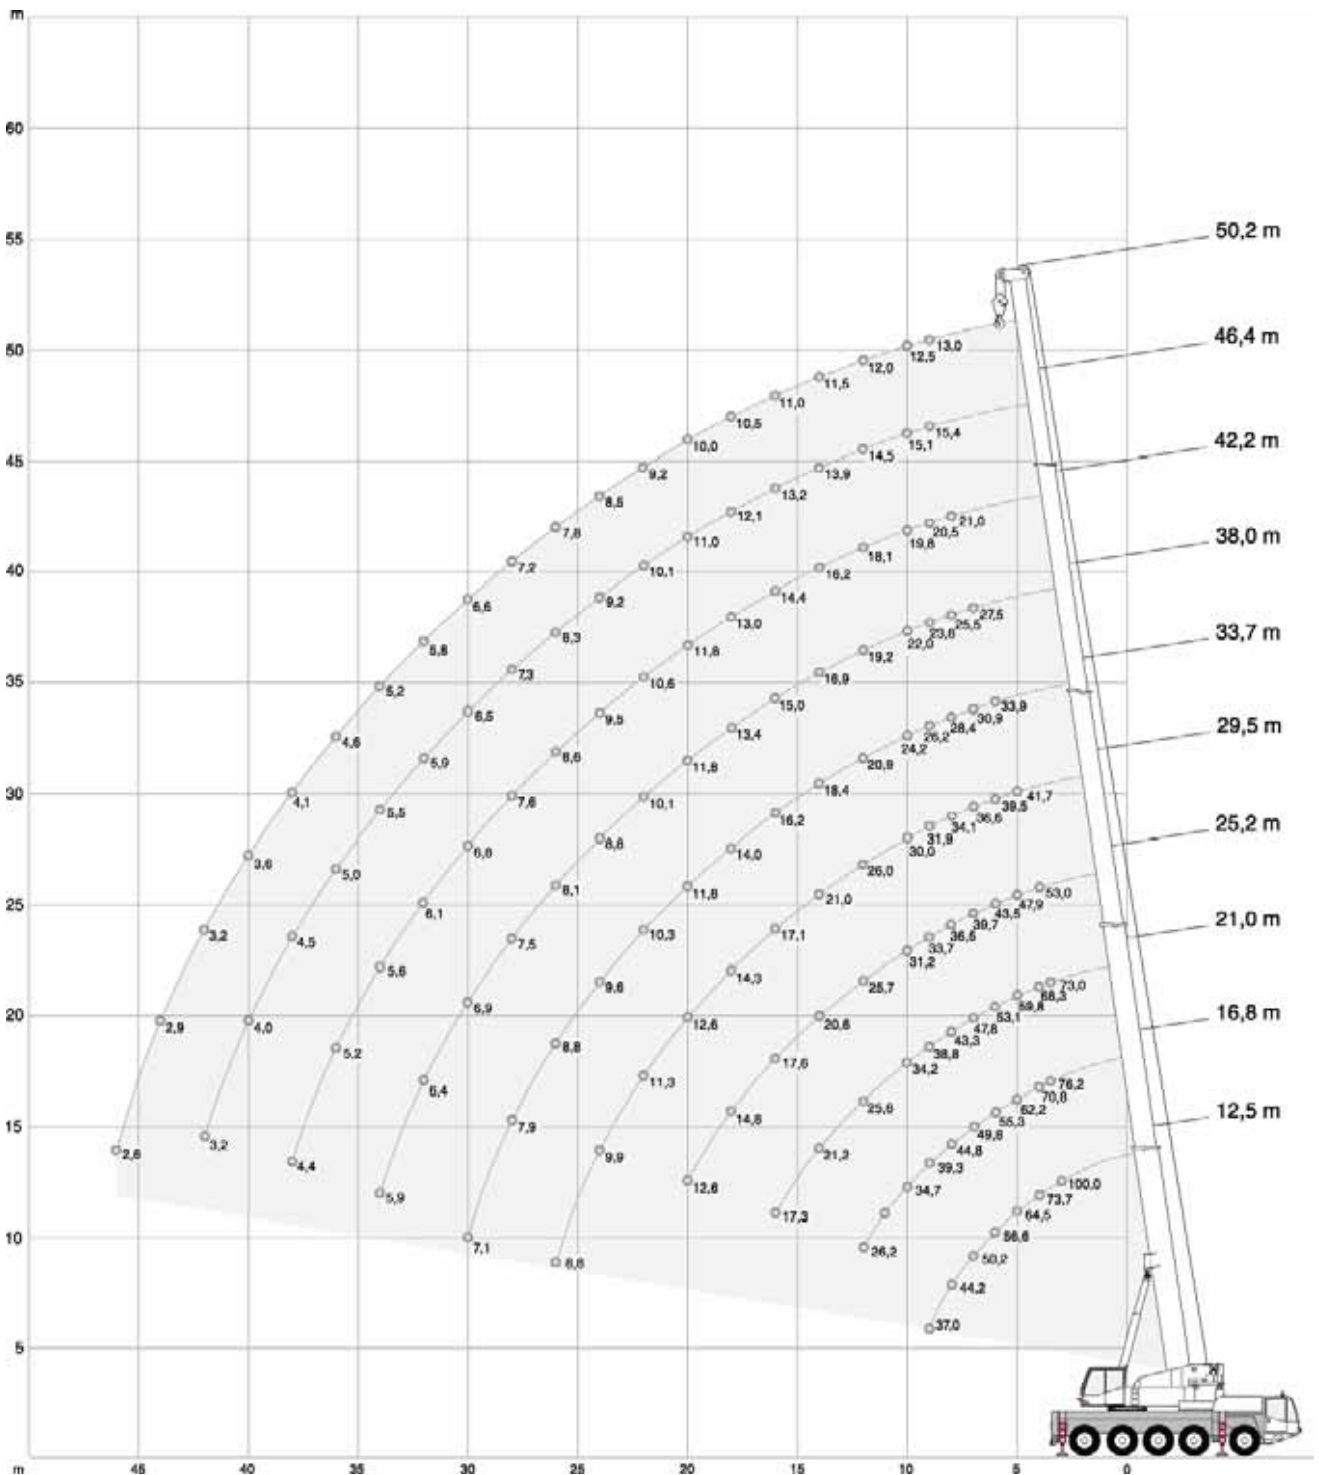 m
60
55
50
45
40
35
30
25
20
15
10
5
50,2 m
46,4 m
42,2 m
38,0 m
33,7 m
29,5 m
25,2 m
21,0 m
16,8 m
12,5 m
2,6 2,9 3,2 3,6 4,1 4,6 5,2 5,8 6,6 7,2 7,8 8,5 9,2 10,0 10,5 11,0 11,5 12,0 12,5 13,0
3,2 4,0 4,5 5,0 5,5 5,9 6,5 7,3 8,3 9,2 10,1 11,0 12,1 13,2 13,9 14,5 15,1 15,4
4,4 5,2 5,6 6,1 6,8 7,6 8,6 9,5 10,6 11,8 13,0 14,4 16,2 18,1 19,8 20,5 21,0
5,9 6,4 6,9 7,5 8,1 8,8 10,1 11,8 13,4 15,0 16,9 19,2 22,0 23,8 25,5 27,5
7,1 7,9 8,8 9,6 10,3 11,8 14,0 16,2 18,4 20,9 24,2 26,2 28,4 30,9 33,9
8,8 9,9 11,3 12,6 14,3 17,1 21,0 26,0 30,0 31,9 34,1 36,6 39,5 41,7
12,6 14,8 17,6 20,6 25,7 31,2 33,7 36,5 39,7 43,5 47,9 53,0
17,3 21,2 25,6 34,2 38,8 43,3 47,8 53,1 59,8 68,3 73,0
26,2 34,7 39,3 44,8 49,8 55,3 62,2 70,8 76,2
37,0 44,2 50,2 56,6 64,5 73,7 100,0
m 45 40 35 30 25 20 15 10 5 0